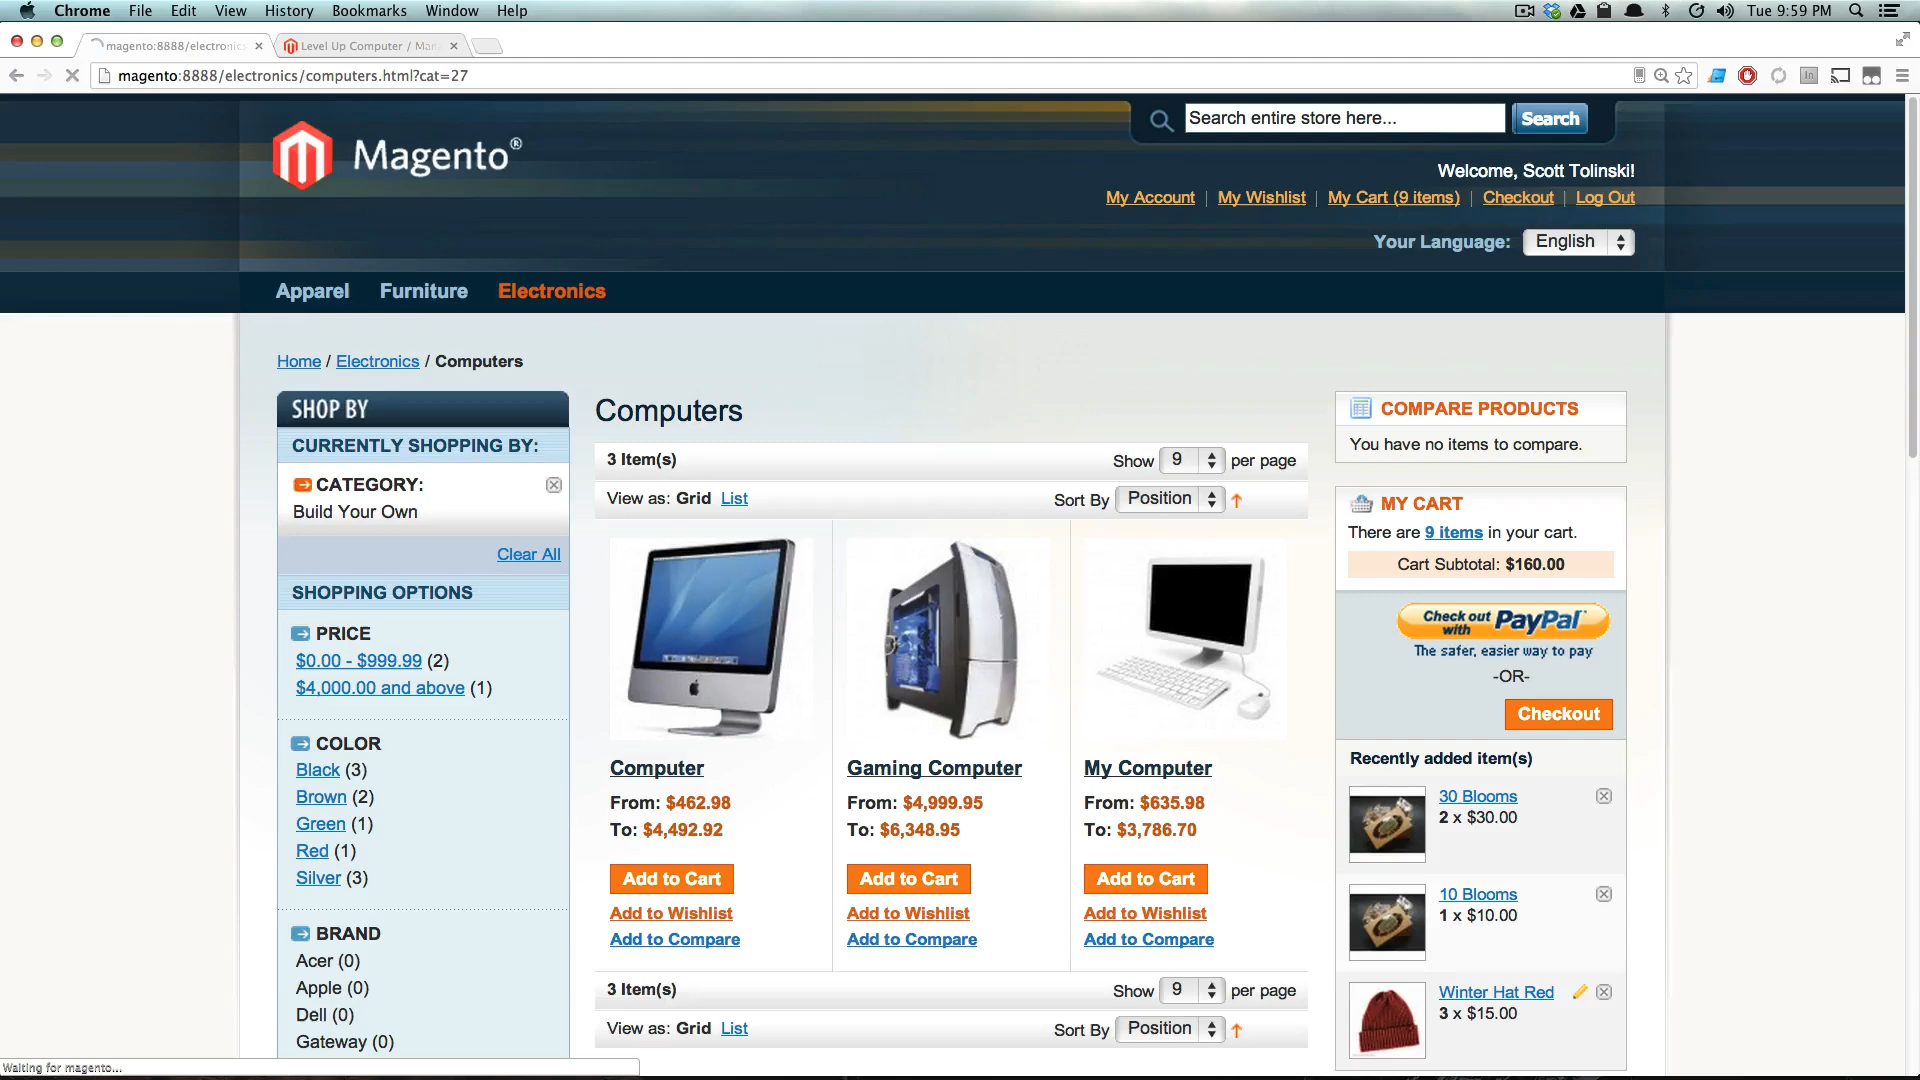 Chrome File Edit View History Bookmarks Window Help
Tue 9:59 PM
magento:8888/electronics
Level Up Computer / Man
magento:8888/electronics/computers.html?cat=27
Magento®
Search entire store here...
Search
Welcome, Scott Tolinski!
My Account | My Wishlist | My Cart (9 items) | Checkout | Log Out
Your Language: English
Apparel Furniture Electronics
Home / Electronics / Computers
SHOP BY
CURRENTLY SHOPPING BY:
CATEGORY:
Build Your Own
Clear All
SHOPPING OPTIONS
PRICE
$0.00 - $999.99 (2)
$4,000.00 and above (1)
COLOR
Black (3)
Brown (2)
Green (1)
Red (1)
Silver (3)
BRAND
Acer (0)
Apple (0)
Dell (0)
Gateway (0)
Computers
3 Item(s)
Show 9 per page
View as: Grid List
Sort By Position
Computer
From: $462.98
To: $4,492.92
Add to Cart
Add to Wishlist
Add to Compare
Gaming Computer
From: $4,999.95
To: $6,348.95
Add to Cart
Add to Wishlist
Add to Compare
My Computer
From: $635.98
To: $3,786.70
Add to Cart
Add to Wishlist
Add to Compare
3 Item(s)
Show 9 per page
View as: Grid List
Sort By Position
COMPARE PRODUCTS
You have no items to compare.
MY CART
There are 9 items in your cart.
Cart Subtotal: $160.00
Check out with PayPal
The safer, easier way to pay
-OR-
Checkout
Recently added item(s)
30 Blooms
2 x $30.00
10 Blooms
1 x $10.00
Winter Hat Red
3 x $15.00
Waiting for magento...